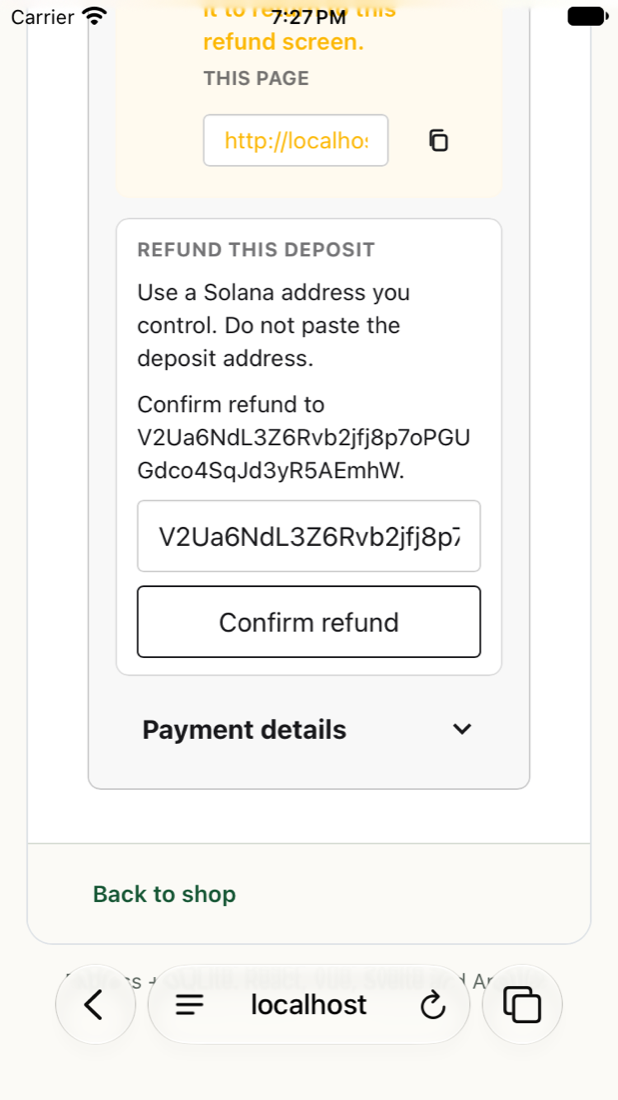 Carrier 7:27 PM
refund screen.
THIS PAGE
http://localhos
REFUND THIS DEPOSIT
Use a Solana address you
control. Do not paste the
deposit address.
Confirm refund to
V2Ua6NdL3Z6Rvb2jfj8p7oPGU
Gdco4SqJd3yR5AEmhW.
V2Ua6NdL3Z6Rvb2jfj8p7
Confirm refund
Payment details
Back to shop
localhost